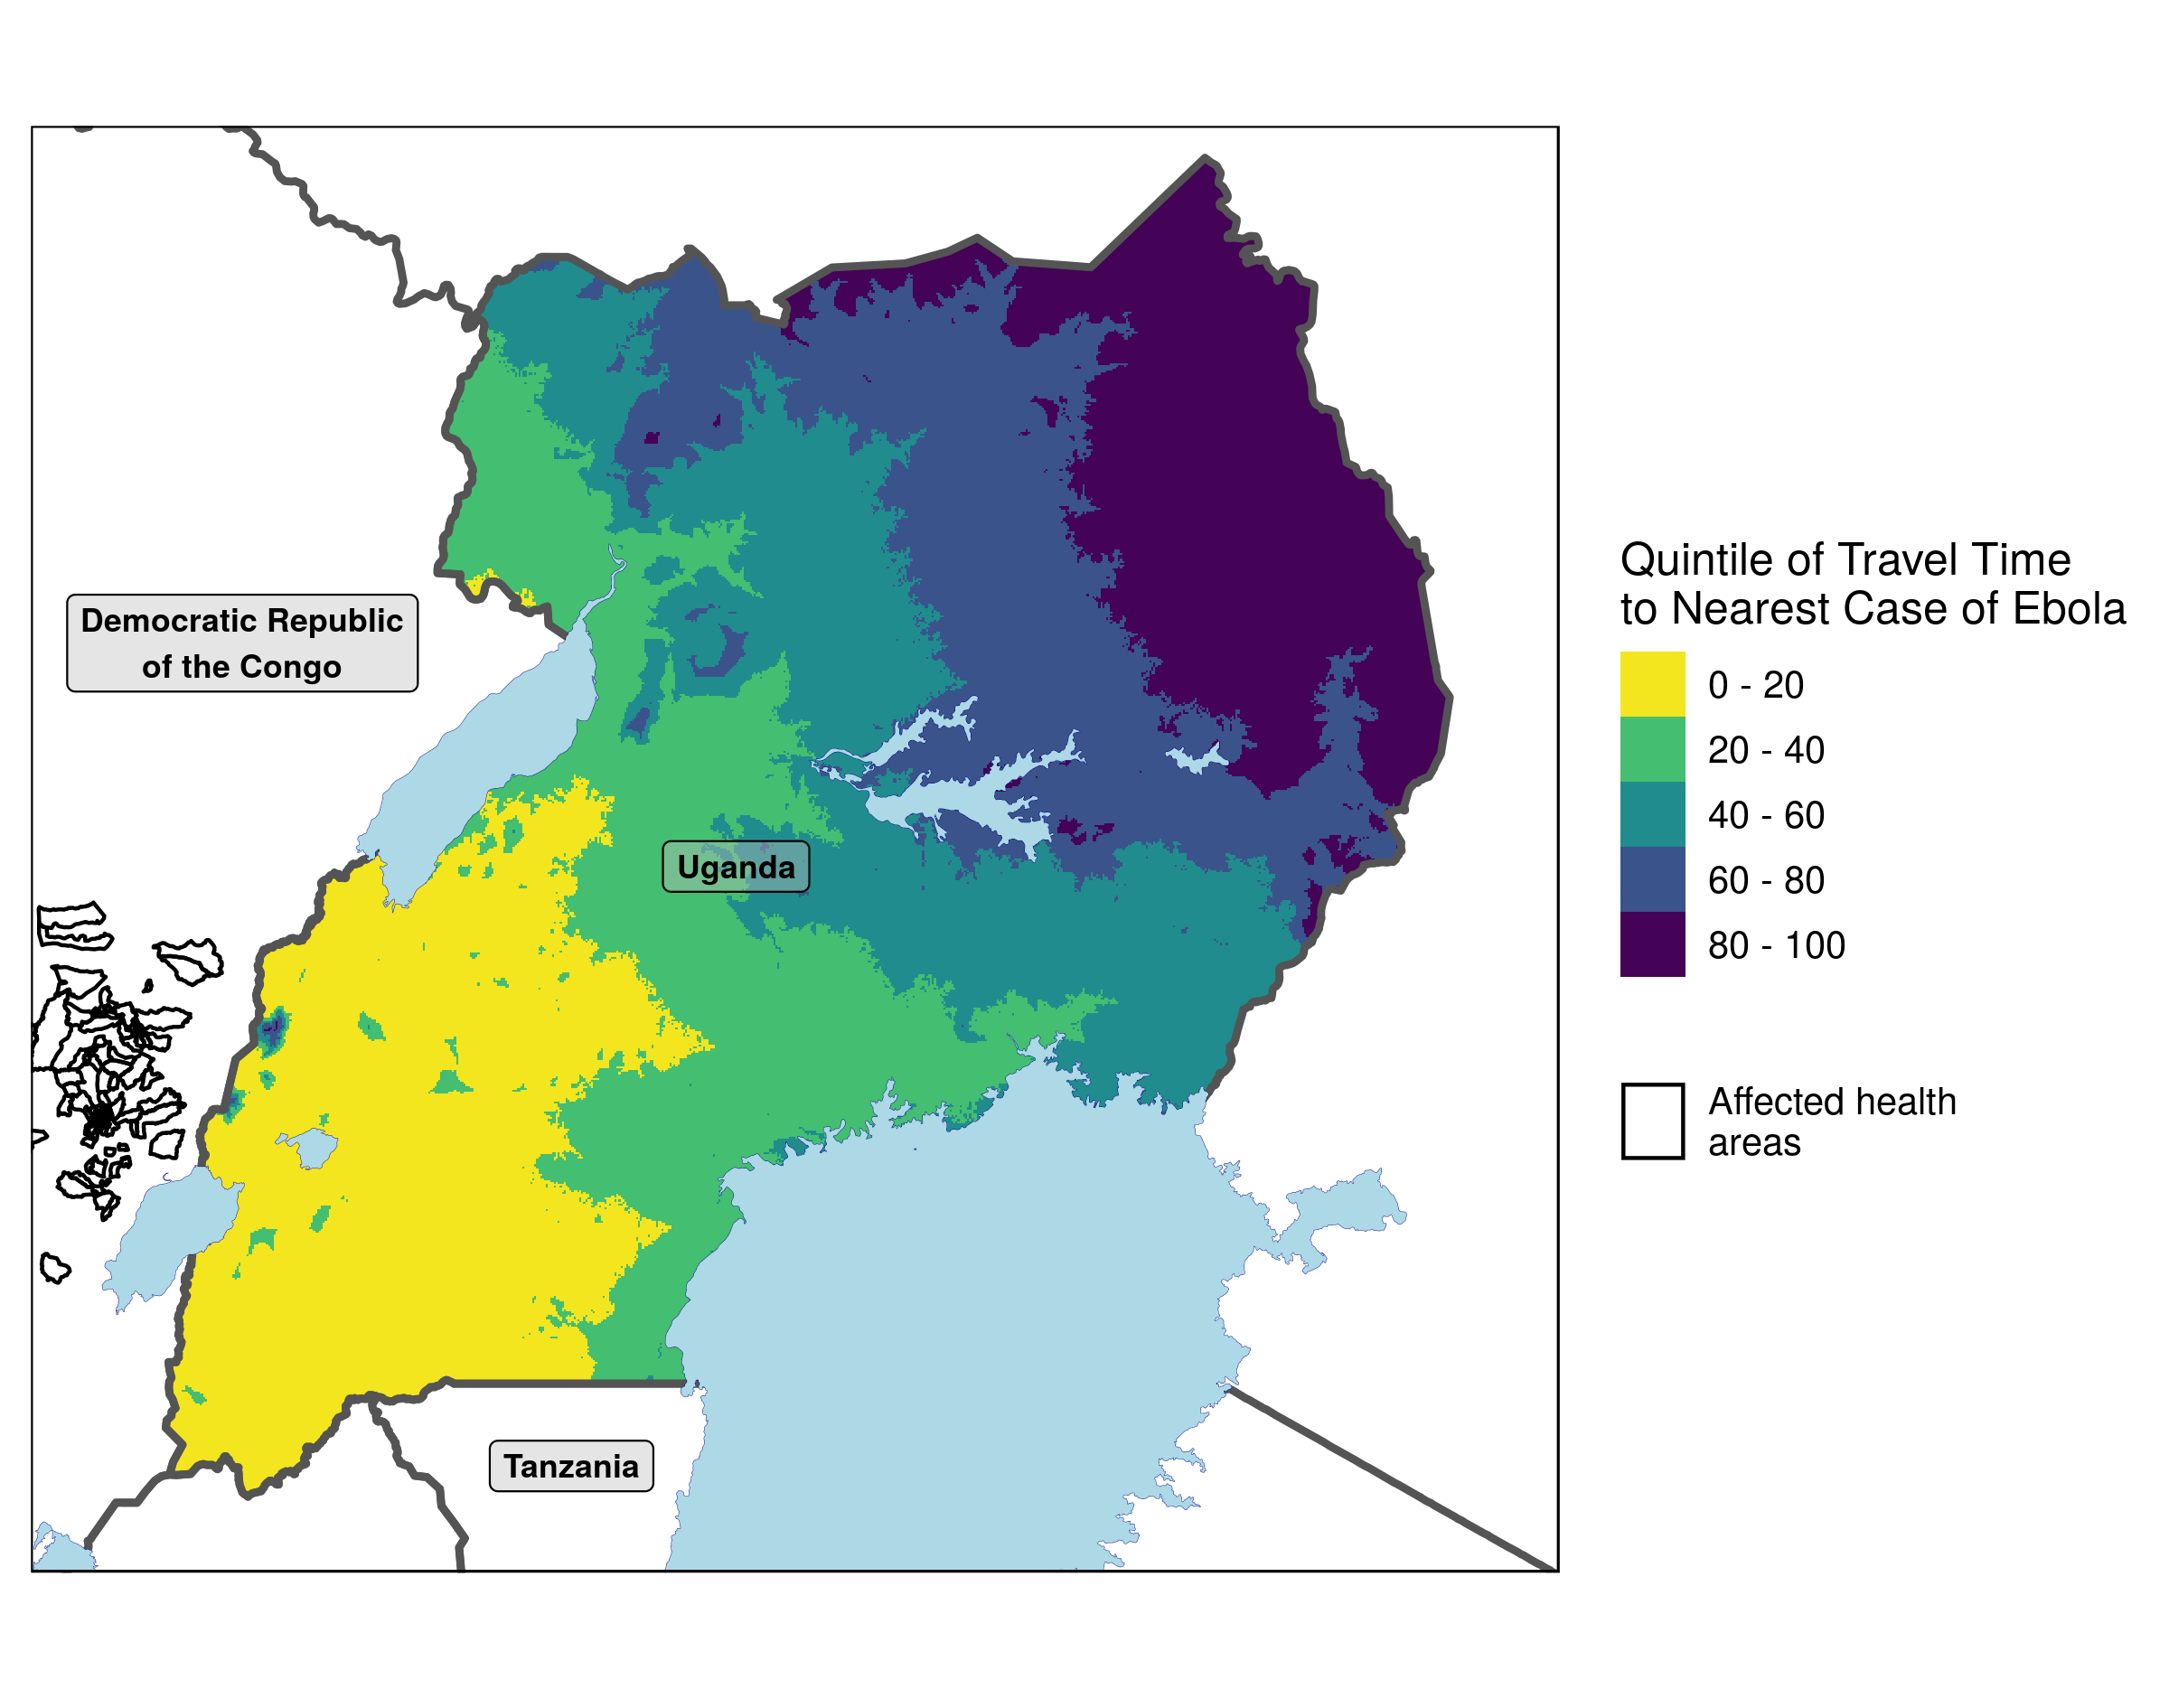 Democratic Republic
of the Congo
Uganda
Tanzania
Quintile of Travel Time
to Nearest Case of Ebola
0 - 20
20 - 40
40 - 60
60 - 80
80 - 100
Affected health
areas